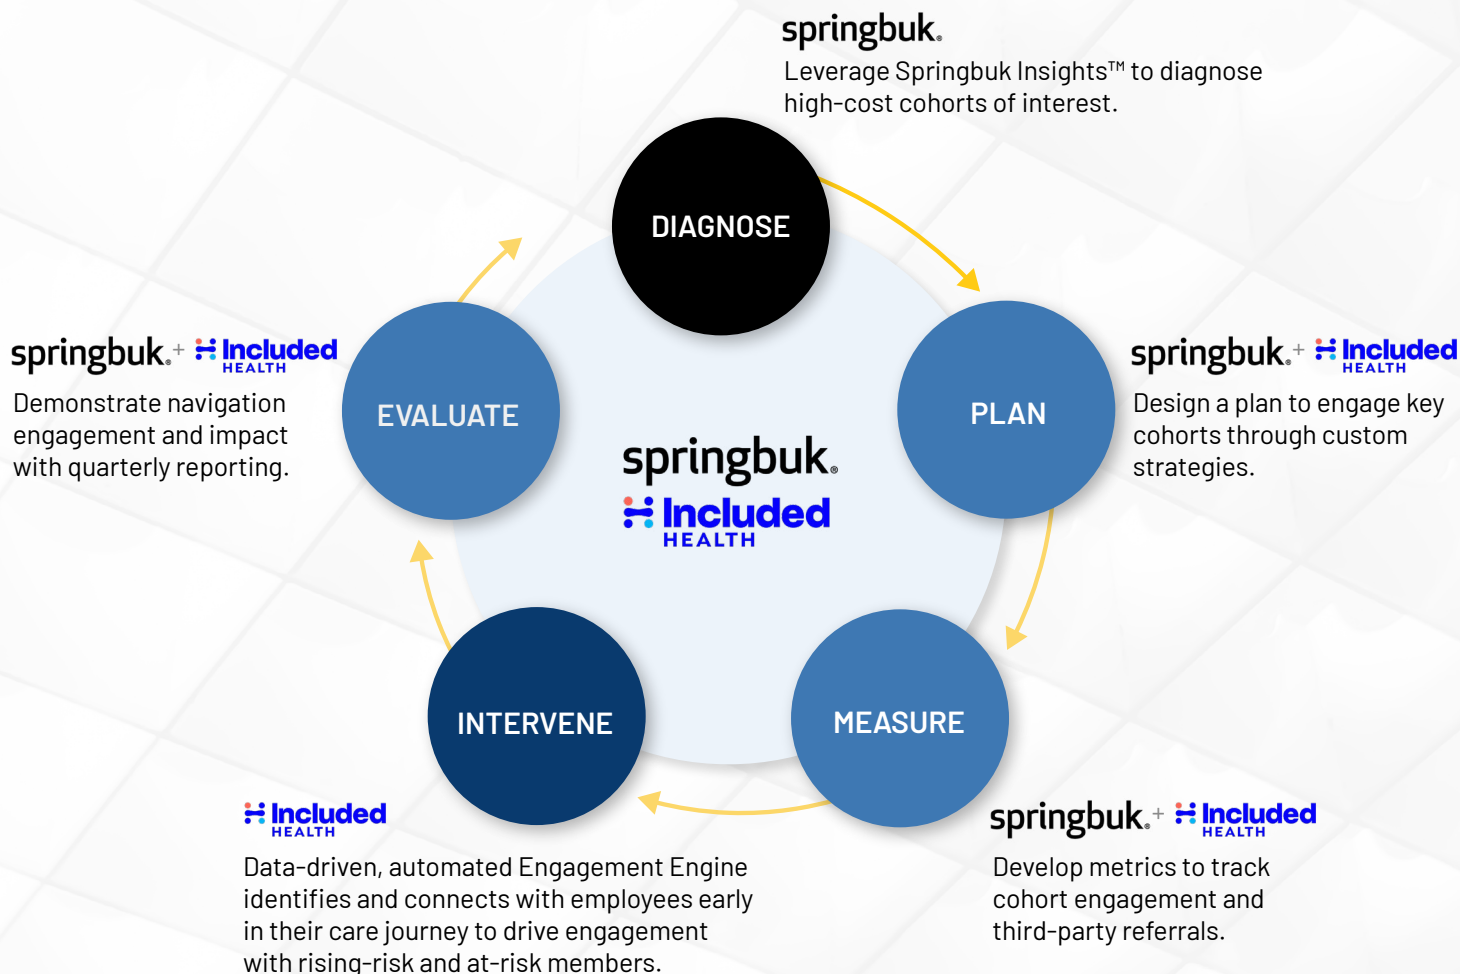 springbuk®
Leverage Springbuk Insights™ to diagnose
high-cost cohorts of interest.
DIAGNOSE
springbuk® + Included
HEALTH
Demonstrate navigation
engagement and impact
with quarterly reporting.
EVALUATE
springbuk®
Included
HEALTH
PLAN
springbuk® + Included
HEALTH
Design a plan to engage key
cohorts through custom
strategies.
INTERVENE
MEASURE
Included
HEALTH
Data-driven, automated Engagement Engine
identifies and connects with employees early
in their care journey to drive engagement
with rising-risk and at-risk members.
springbuk® + Included
HEALTH
Develop metrics to track
cohort engagement and
third-party referrals.